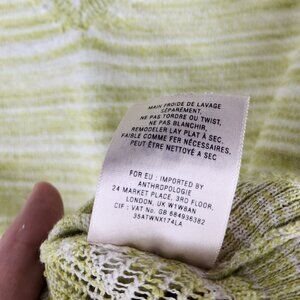 MAIN FROIDE DE LAVAGE
SÉPARÉMENT,
NE PAS TORDORE OU TWIST,
NE PAS BLANCHIR,
REMODELER LAY PLAT À SEC.
FAIBLE COMME FER NÉCESSAIRES.
PEUT ÊTRE NETTOYÉ A SEC
FOR EU : IMPORTED BY
ANTHROPOLOGIE
24 MARKET PLACE, 3RD FLOOR,
LONDON, UK W1W8AN
CIF : VAT No GB 684936382
35ATWNX174LA